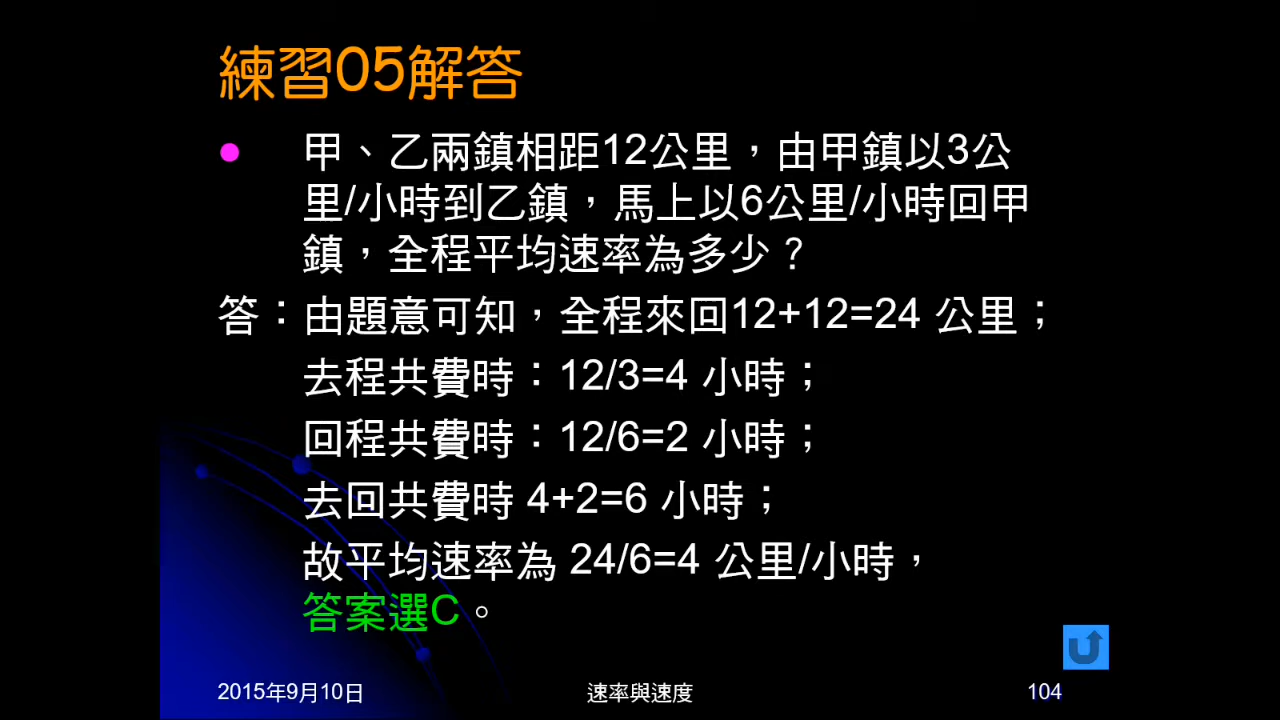 練習05解答
甲、乙兩鎮相距12公里，由甲鎮以3公
里/小時到乙鎮，馬上以6公里/小時回甲
鎮，全程平均速率為多少？
答：由題意可知，全程來回12+12=24 公里；
去程共費時：12/3=4 小時；
回程共費時：12/6=2 小時；
去回共費時 4+2=6 小時；
故平均速率為 24/6=4 公里/小時，
答案選C。
2015年9月10日
速率與速度
104